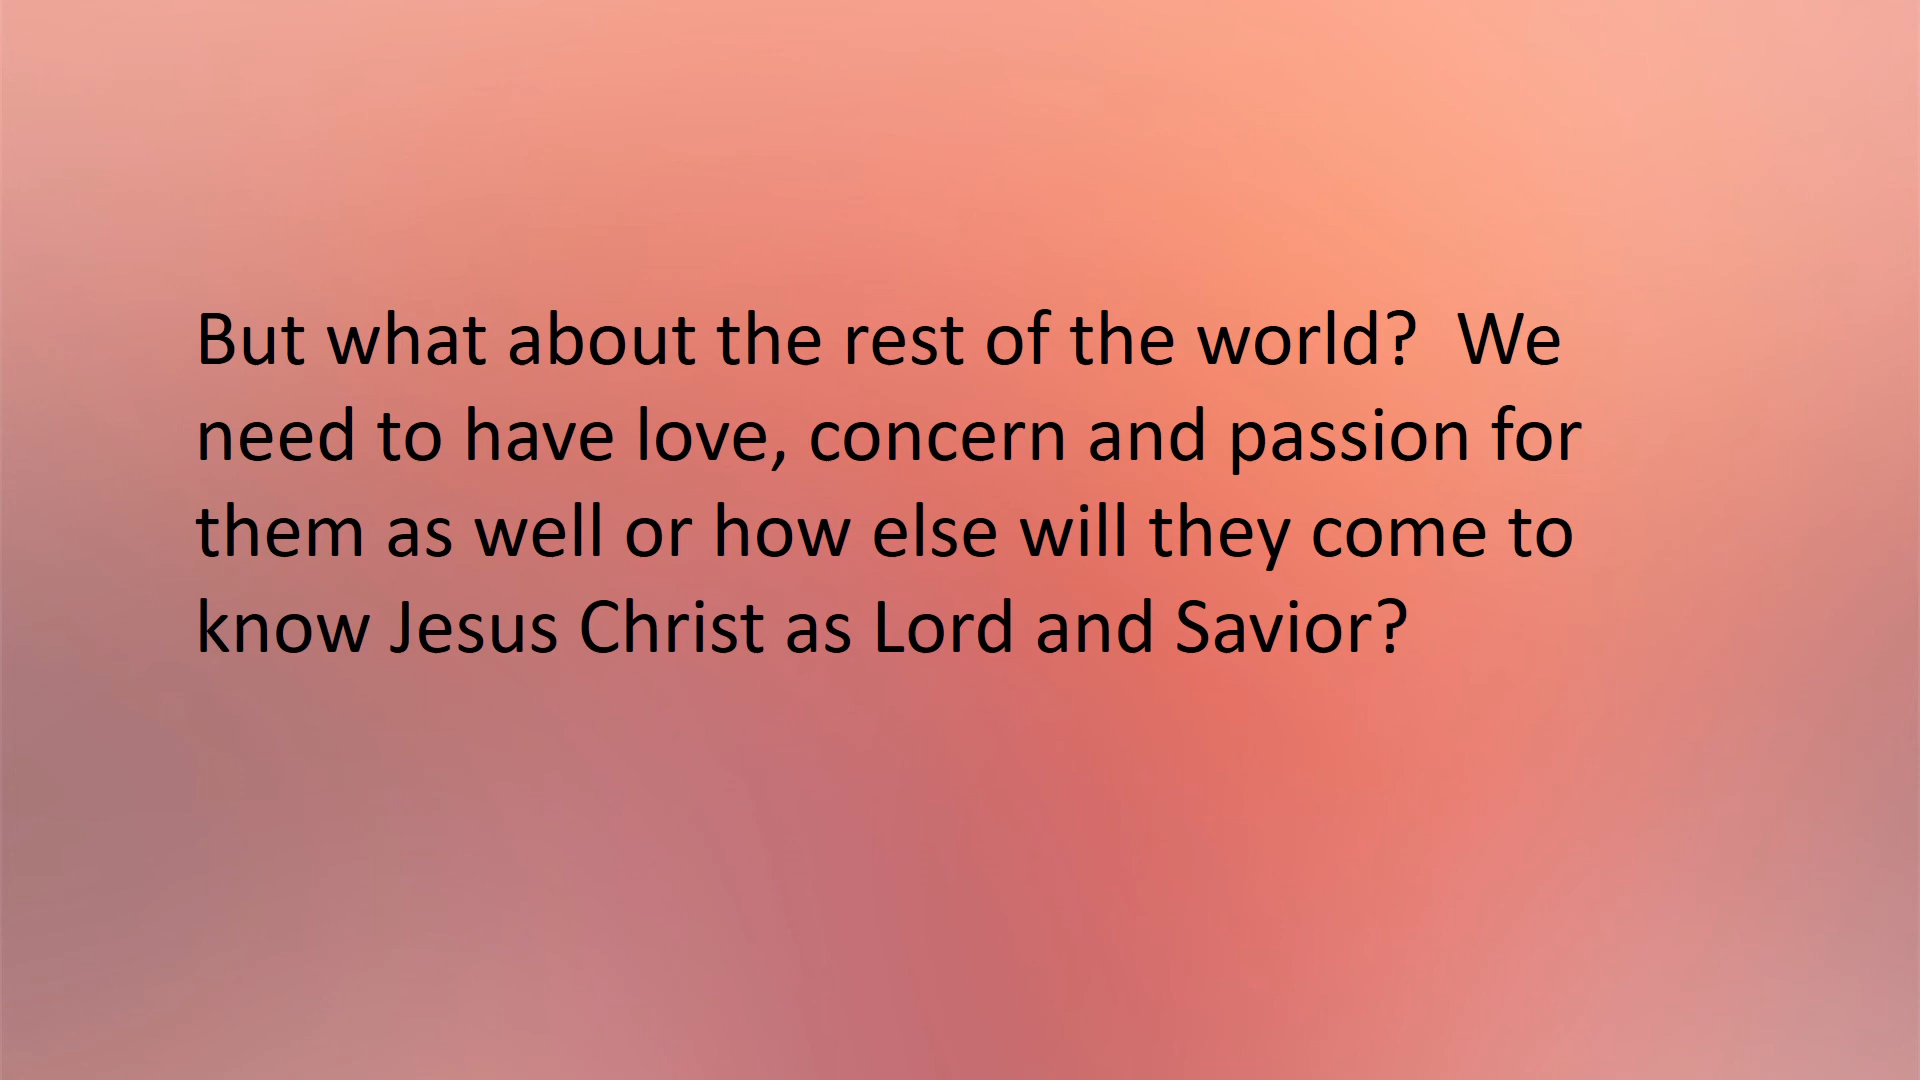 But what about the rest of the world?  We
need to have love, concern and passion for
them as well or how else will they come to
know Jesus Christ as Lord and Savior?